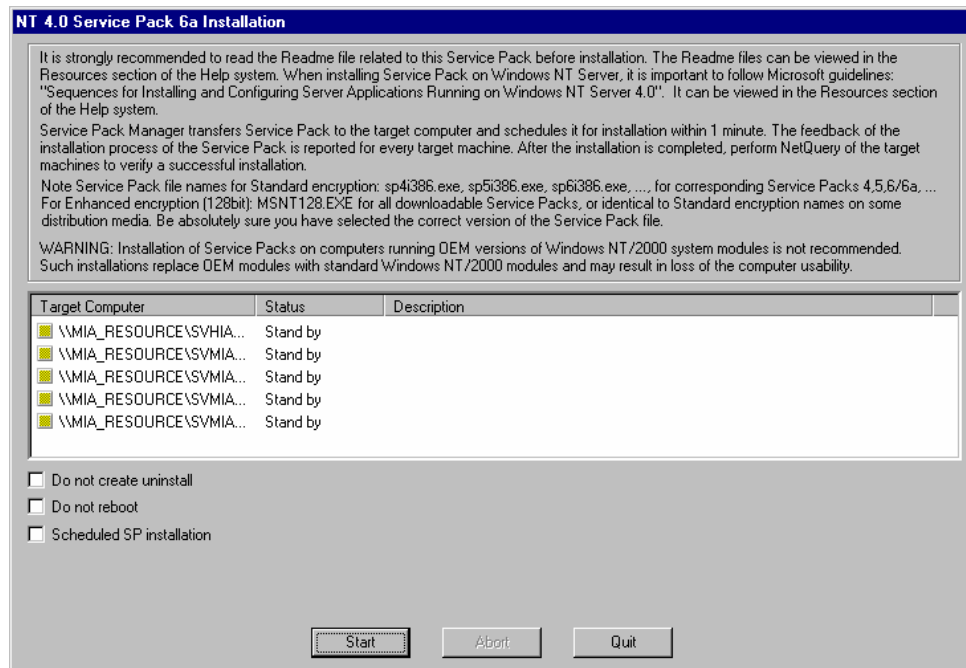 NT 4.0 Service Pack 6a Installation
It is strongly recommended to read the Readme file related to this Service Pack before installation. The Readme files can be viewed in the
Resources section of the Help system. When installing Service Pack on Windows NT Server, it is important to follow Microsoft guidelines:
"Sequences for Installing and Configuring Server Applications Running on Windows NT Server 4.0". It can be viewed in the Resources section
of the Help system.
Service Pack Manager transfers Service Pack to the target computer and schedules it for installation within 1 minute. The feedback of the
installation process of the Service Pack is reported for every target machine. After the installation is completed, perform NetQuery of the target
machines to verify a successful installation.
Note Service Pack file names for Standard encryption: sp4i386.exe, sp5i386.exe, sp6i386.exe, ..., for corresponding Service Packs 4,5,6/6a, ...
For Enhanced encryption (128bit): MSNT128.EXE for all downloadable Service Packs, or identical to Standard encryption names on some
distribution media. Be absolutely sure you have selected the correct version of the Service Pack file.
WARNING: Installation of Service Packs on computers running OEM versions of Windows NT/2000 system modules is not recommended.
Such installations replace OEM modules with standard Windows NT/2000 modules and may result in loss of the computer usability.
Target Computer Status Description
\\MIA_RESOURCE\SVHIA... Stand by
\\MIA_RESOURCE\SVMIA... Stand by
\\MIA_RESOURCE\SVMIA... Stand by
\\MIA_RESOURCE\SVMIA... Stand by
\\MIA_RESOURCE\SVMIA... Stand by
Do not create uninstall
Do not reboot
Scheduled SP installation
Start Abort Quit